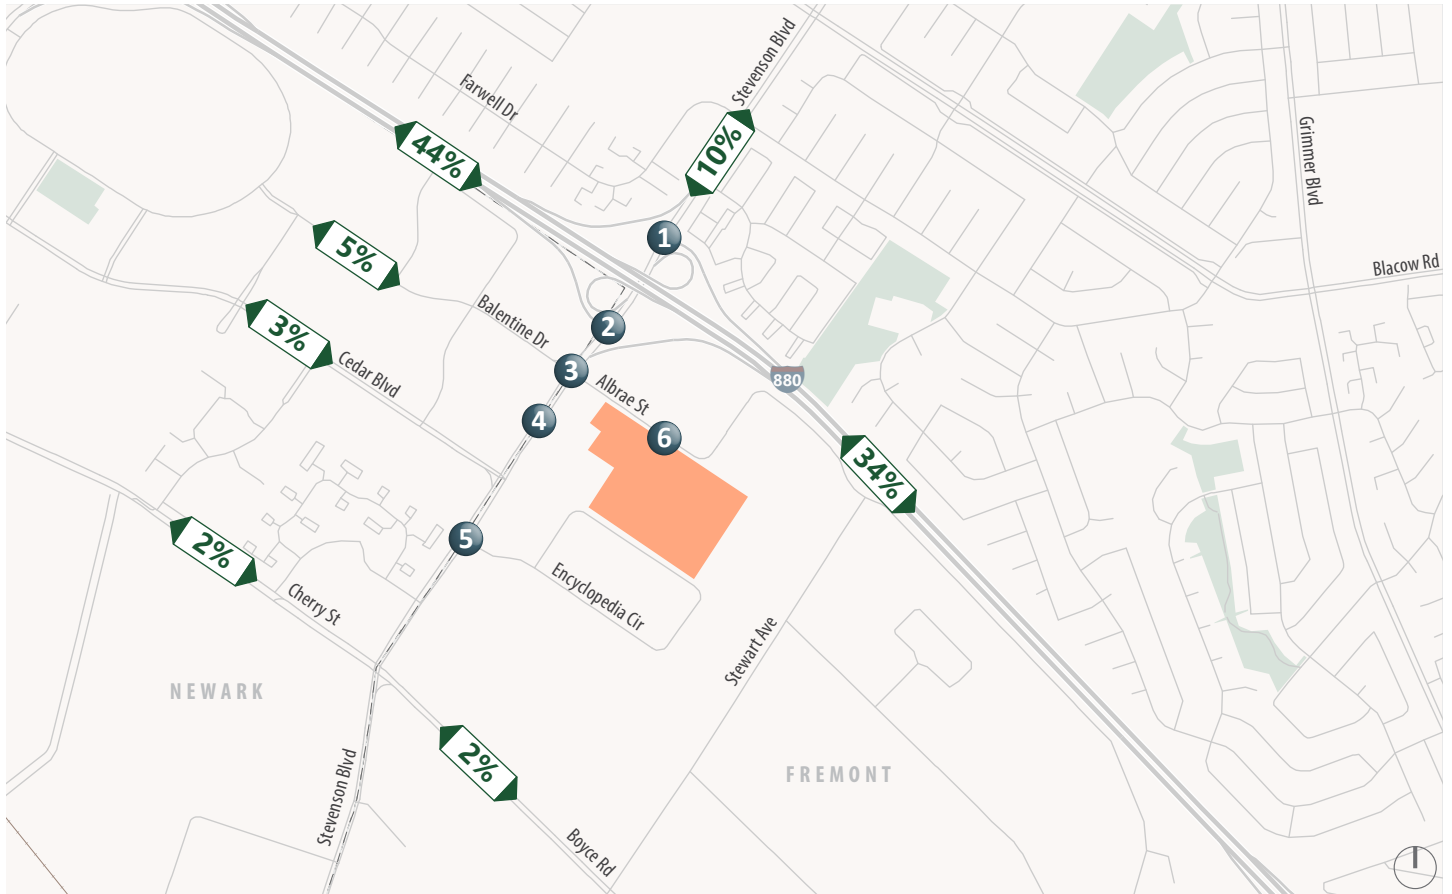 Stevenson Blvd
Farwell Dr
44%
10%
Grimmer Blvd
1
5%
Blacow Rd
Balentine Dr
2
3%
Cedar Blvd
3
Albrae St
880
4
6
34%
5
2%
Cherry St
Encyclopedia Cir
Stewart Ave
NEWARK
2%
FREMONT
Stevenson Blvd
Boyce Rd